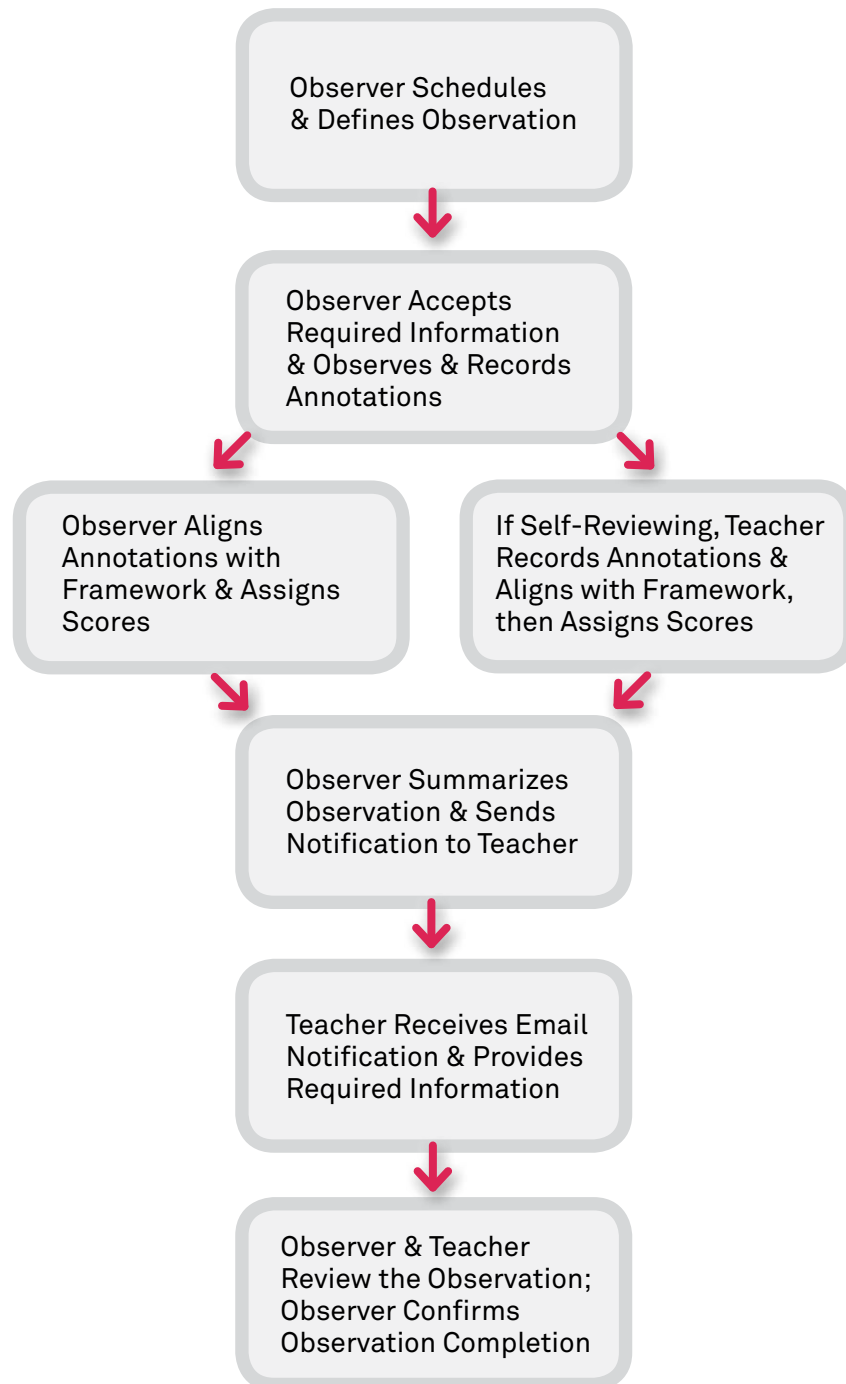 Observer Schedules
& Defines Observation
Observer Accepts
Required Information
& Observes & Records
Annotations
Observer Aligns
Annotations with
Framework & Assigns
Scores
If Self-Reviewing, Teacher
Records Annotations &
Aligns with Framework,
then Assigns Scores
Observer Summarizes
Observation & Sends
Notification to Teacher
Teacher Receives Email
Notification & Provides
Required Information
Observer & Teacher
Review the Observation;
Observer Confirms
Observation Completion